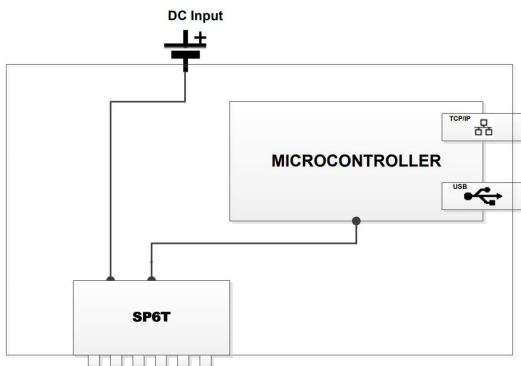 DC Input
+
TCP/IP
MICROCONTROLLER
USB
SP6T